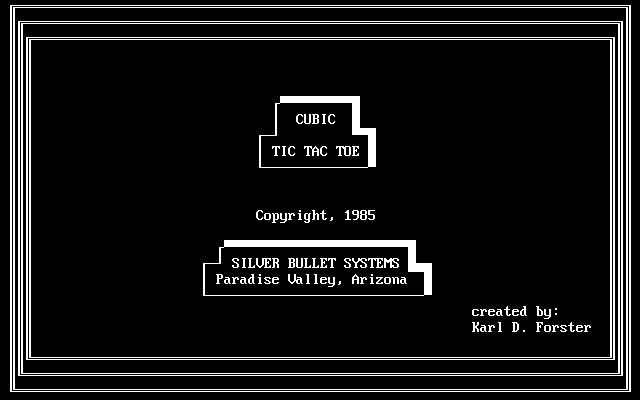 CUBIC
TIC TAC TOE
Copyright, 1985
SILVER BULLET SYSTEMS
Paradise Valley, Arizona
created by:
Karl D. Forster